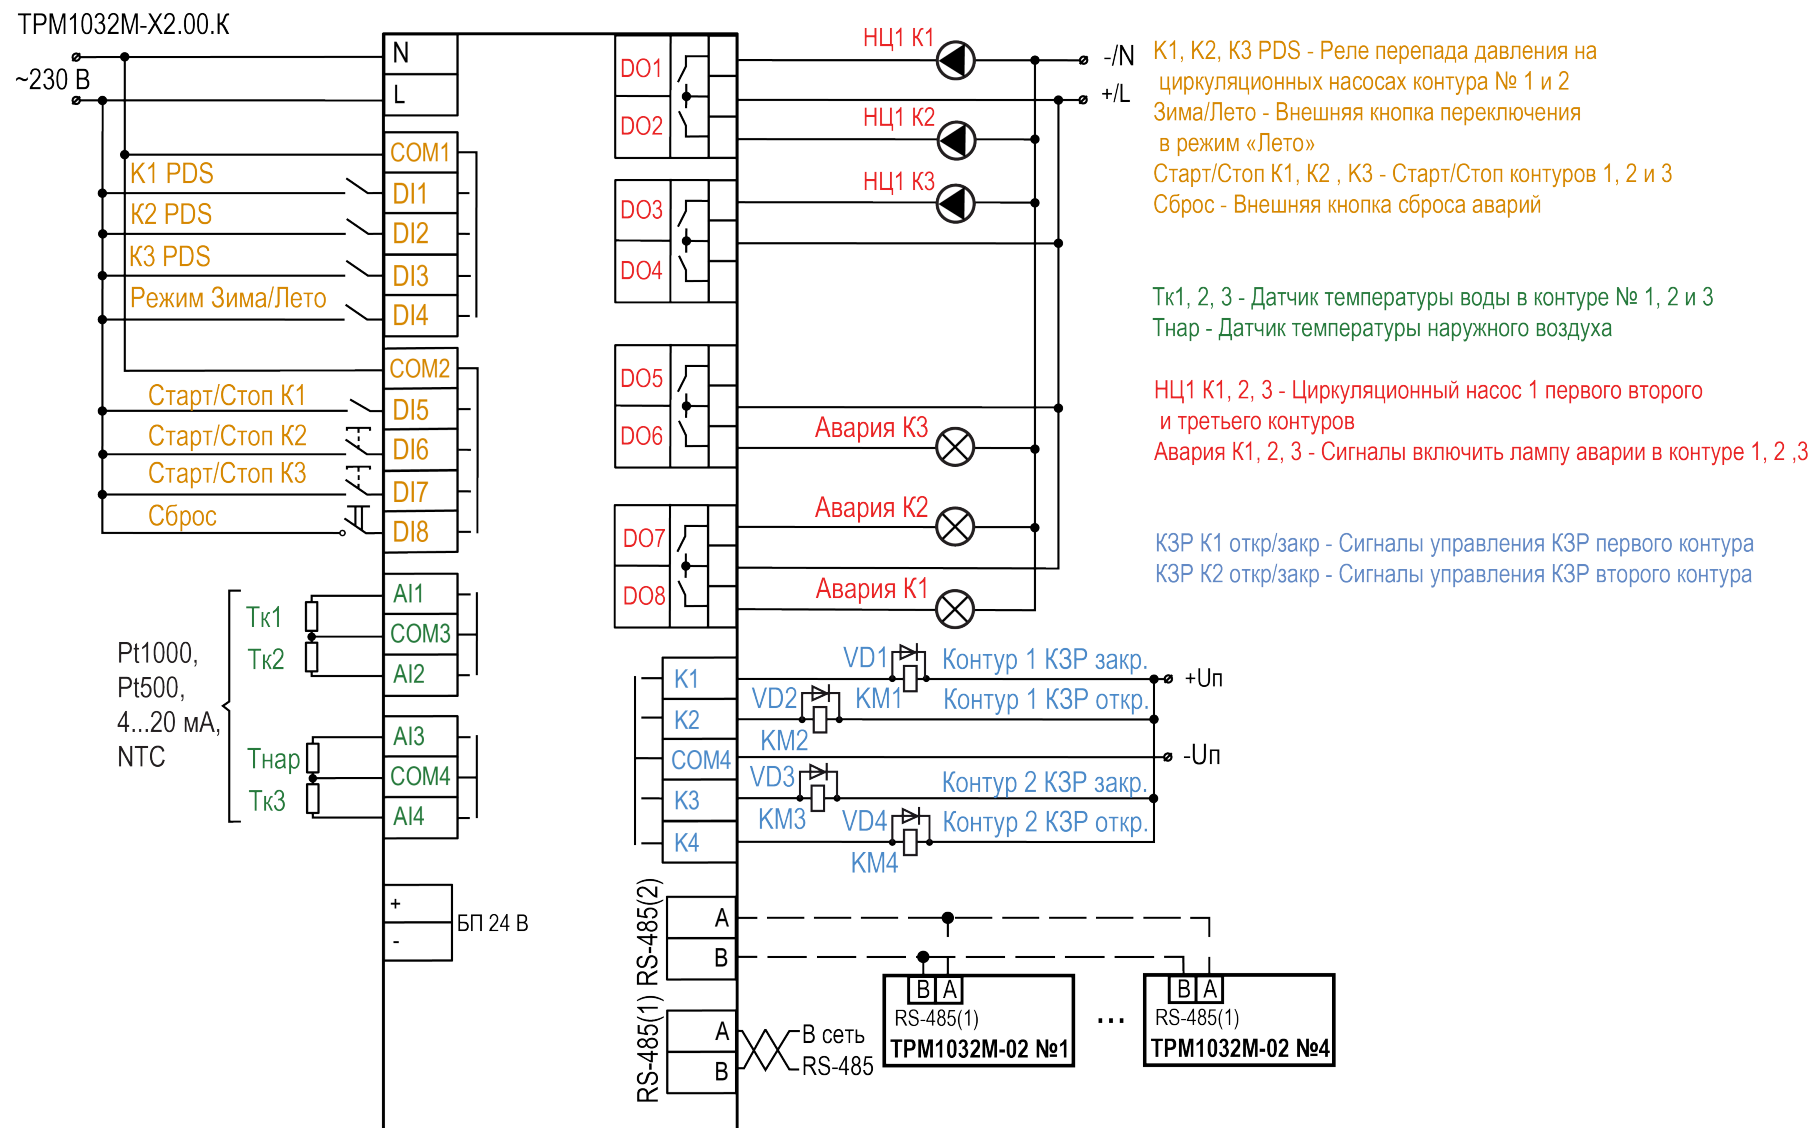 ТРМ1032М-Х2.00.К
~230 В
N
L
COM1
K1 PDS
DI1
К2 PDS
DI2
К3 PDS
DI3
Режим Зима/Лето
DI4
COM2
Старт/Стоп К1
DI5
Старт/Стоп К2
DI6
Старт/Стоп К3
DI7
Сброс
DI8
AI1
Тк1
COM3
Тк2
AI2
Pt1000,
Pt500,
4...20 мА,
NTC
AI3
Тнар
COM4
Тк3
AI4
+
-
БП 24 В
DO1
DO2
DO3
DO4
DO5
DO6
DO7
DO8
НЦ1 К1
НЦ1 К2
НЦ1 К3
-/N
+/L
Авария К3
Авария К2
Авария К1
K1
K2
COM4
K3
K4
VD1
KM1
Контур 1 КЗР закр.
+Uп
VD2
KM2
Контур 1 КЗР откр.
-Uп
VD3
KM3
Контур 2 КЗР закр.
VD4
KM4
Контур 2 КЗР откр.
RS-485(2)
A
B
RS-485(1)
A
B
В сеть
RS-485
B A
RS-485(1)
ТРМ1032М-02 №1
...
B A
RS-485(1)
ТРМ1032М-02 №4
K1, K2, К3 PDS - Реле перепада давления на
циркуляционных насосах контура № 1 и 2
Зима/Лето - Внешняя кнопка переключения
в режим «Лето»
Старт/Стоп К1, К2 , К3 - Старт/Стоп контуров 1, 2 и 3
Сброс - Внешняя кнопка сброса аварий
Тк1, 2, 3 - Датчик температуры воды в контуре № 1, 2 и 3
Тнар - Датчик температуры наружного воздуха
НЦ1 К1, 2, 3 - Циркуляционный насос 1 первого второго
и третьего контуров
Авария К1, 2, 3 - Сигналы включить лампу аварии в контуре 1, 2 ,3
КЗР К1 откр/закр - Сигналы управления КЗР первого контура
КЗР К2 откр/закр - Сигналы управления КЗР второго контура